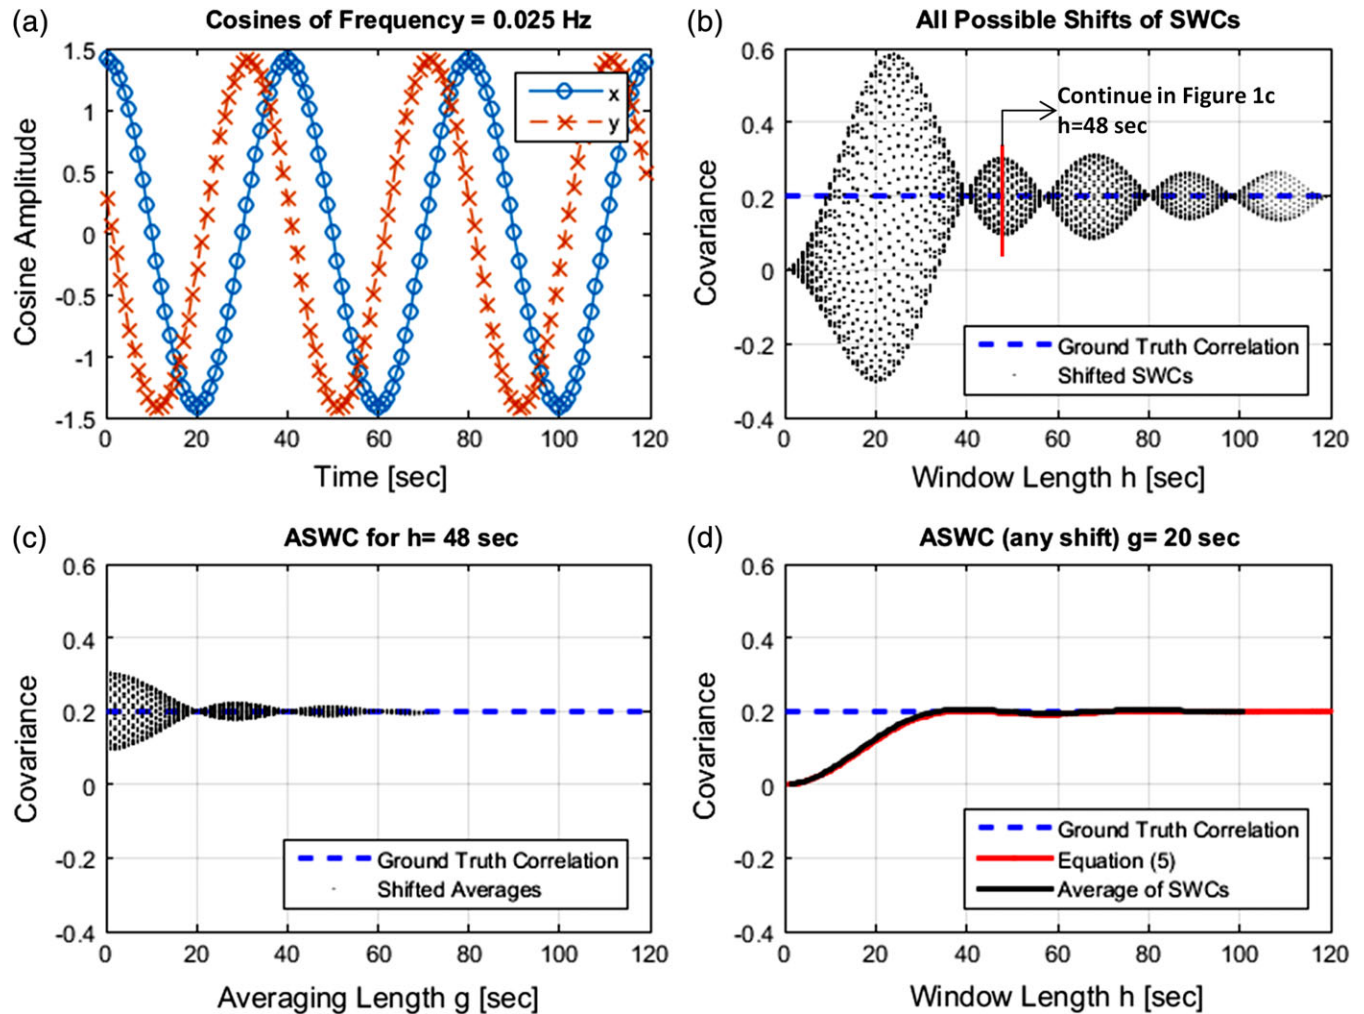 (a)
Cosines of Frequency = 0.025 Hz
1.5
1
0.5
0
-0.5
-1
-1.5
Cosine Amplitude
x
y
0 20 40 60 80 100 120
Time [sec]
(b)
All Possible Shifts of SWCs
0.6
0.4
0.2
0
-0.2
-0.4
Covariance
Continue in Figure 1c
h=48 sec
Ground Truth Correlation
Shifted SWCs
0 20 40 60 80 100 120
Window Length h [sec]
(c)
ASWC for h= 48 sec
0.6
0.4
0.2
0
-0.2
-0.4
Covariance
Ground Truth Correlation
Shifted Averages
0 20 40 60 80 100 120
Averaging Length g [sec]
(d)
ASWC (any shift) g= 20 sec
0.6
0.4
0.2
0
-0.2
-0.4
Covariance
Ground Truth Correlation
Equation (5)
Average of SWCs
0 20 40 60 80 100 120
Window Length h [sec]